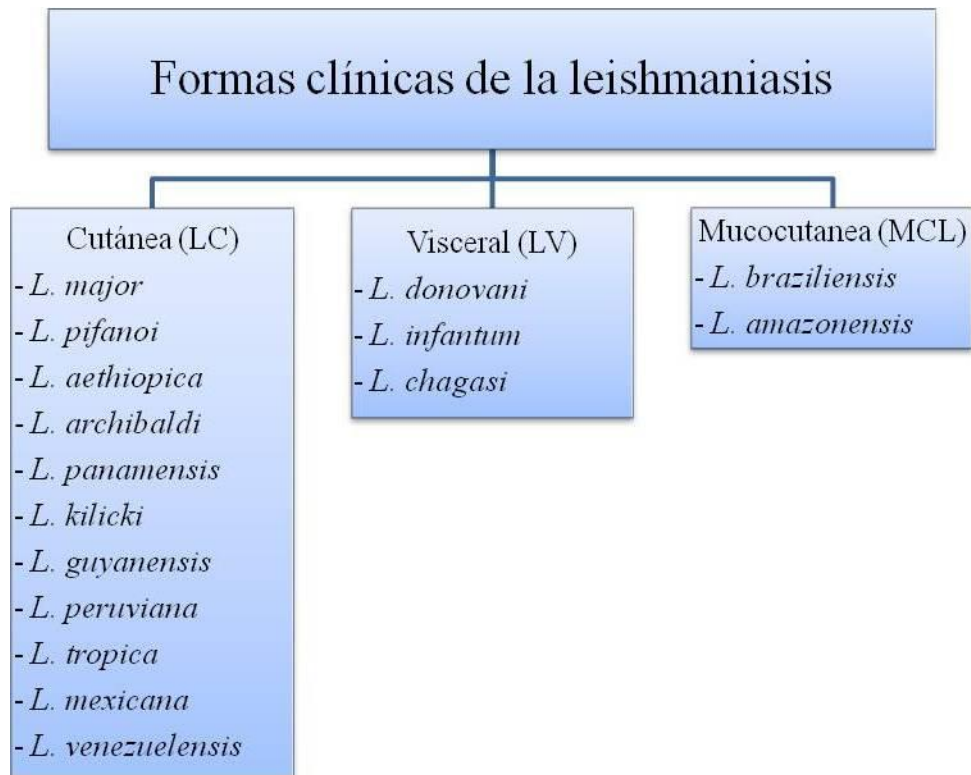 Formas clínicas de la leishmaniasis
Cutánea (LC)
- L. major
- L. pifanoi
- L. aethiopica
- L. archibaldi
- L. panamensis
- L. kilicki
- L. guyanensis
- L. peruviana
- L. tropica
- L. mexicana
- L. venezuelensis
Visceral (LV)
- L. donovani
- L. infantum
- L. chagasi
Mucocutanea (MCL)
- L. braziliensis
- L. amazonensis